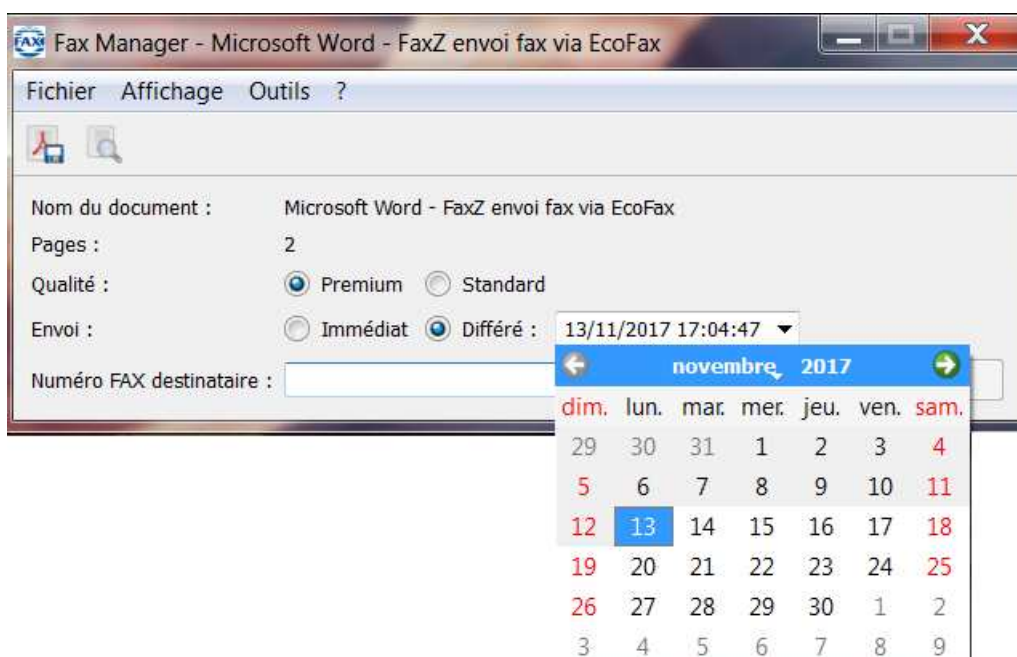 FAX Fax Manager - Microsoft Word - FaxZ envoi fax via EcoFax
Fichier Affichage Outils ?
Nom du document : Microsoft Word - FaxZ envoi fax via EcoFax
Pages : 2
Qualité : Premium Standard
Envoi : Immédiat Différé : 13/11/2017 17:04:47
Numéro FAX destinataire :
novembre 2017
dim. lun. mar. mer. jeu. ven. sam.
29 30 31 1 2 3 4
5 6 7 8 9 10 11
12 13 14 15 16 17 18
19 20 21 22 23 24 25
26 27 28 29 30 1 2
3 4 5 6 7 8 9